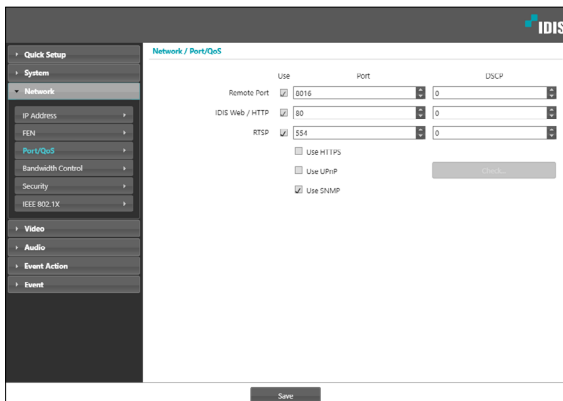 IDIS
Quick Setup
System
Network
IP Address
FEN
Port/QoS
Bandwidth Control
Security
IEEE 802.1X
Video
Audio
Event Action
Event
Network / Port/QoS
Use Port DSCP
Remote Port 8016 0
IDIS Web / HTTP 80 0
RTSP 554 0
Use HTTPS
Use UPnP Check...
Use SNMP
Save